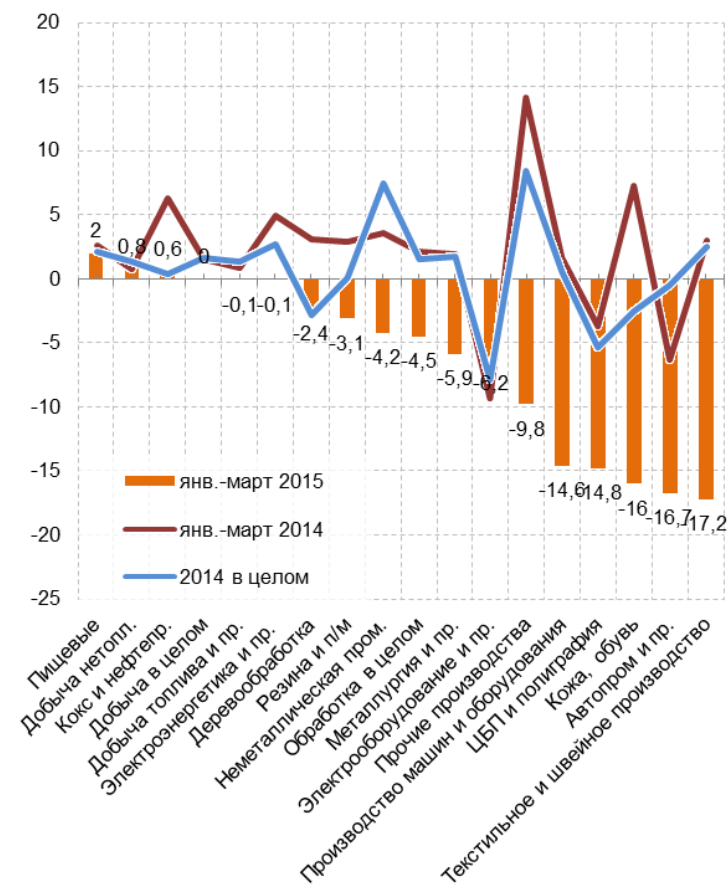 20
15
10
5
0
-5
-10
-15
-20
-25
2
0,8
0,6
0
-0,1
-0,1
-2,4
-3,1
-4,2
-4,5
-5,9
-6,2
-9,8
-14,6
-14,8
-16
-16,7
-17,2
янв.-март 2015
янв.-март 2014
2014 в целом
Пищевые
Добыча нетопл.
Кокс и нефтепр.
Добыча в целом
Добыча топлива и пр.
Электроэнергетика и пр.
Деревообработка
Резина и п/м
Неметаллическая пром.
Обработка в целом
Металлургия и пр.
Электрооборудование и пр.
Прочие производства
Производство машин и оборудования
ЦБП и полиграфия
Кожа, обувь
Автопром и пр.
Текстильное и швейное производство